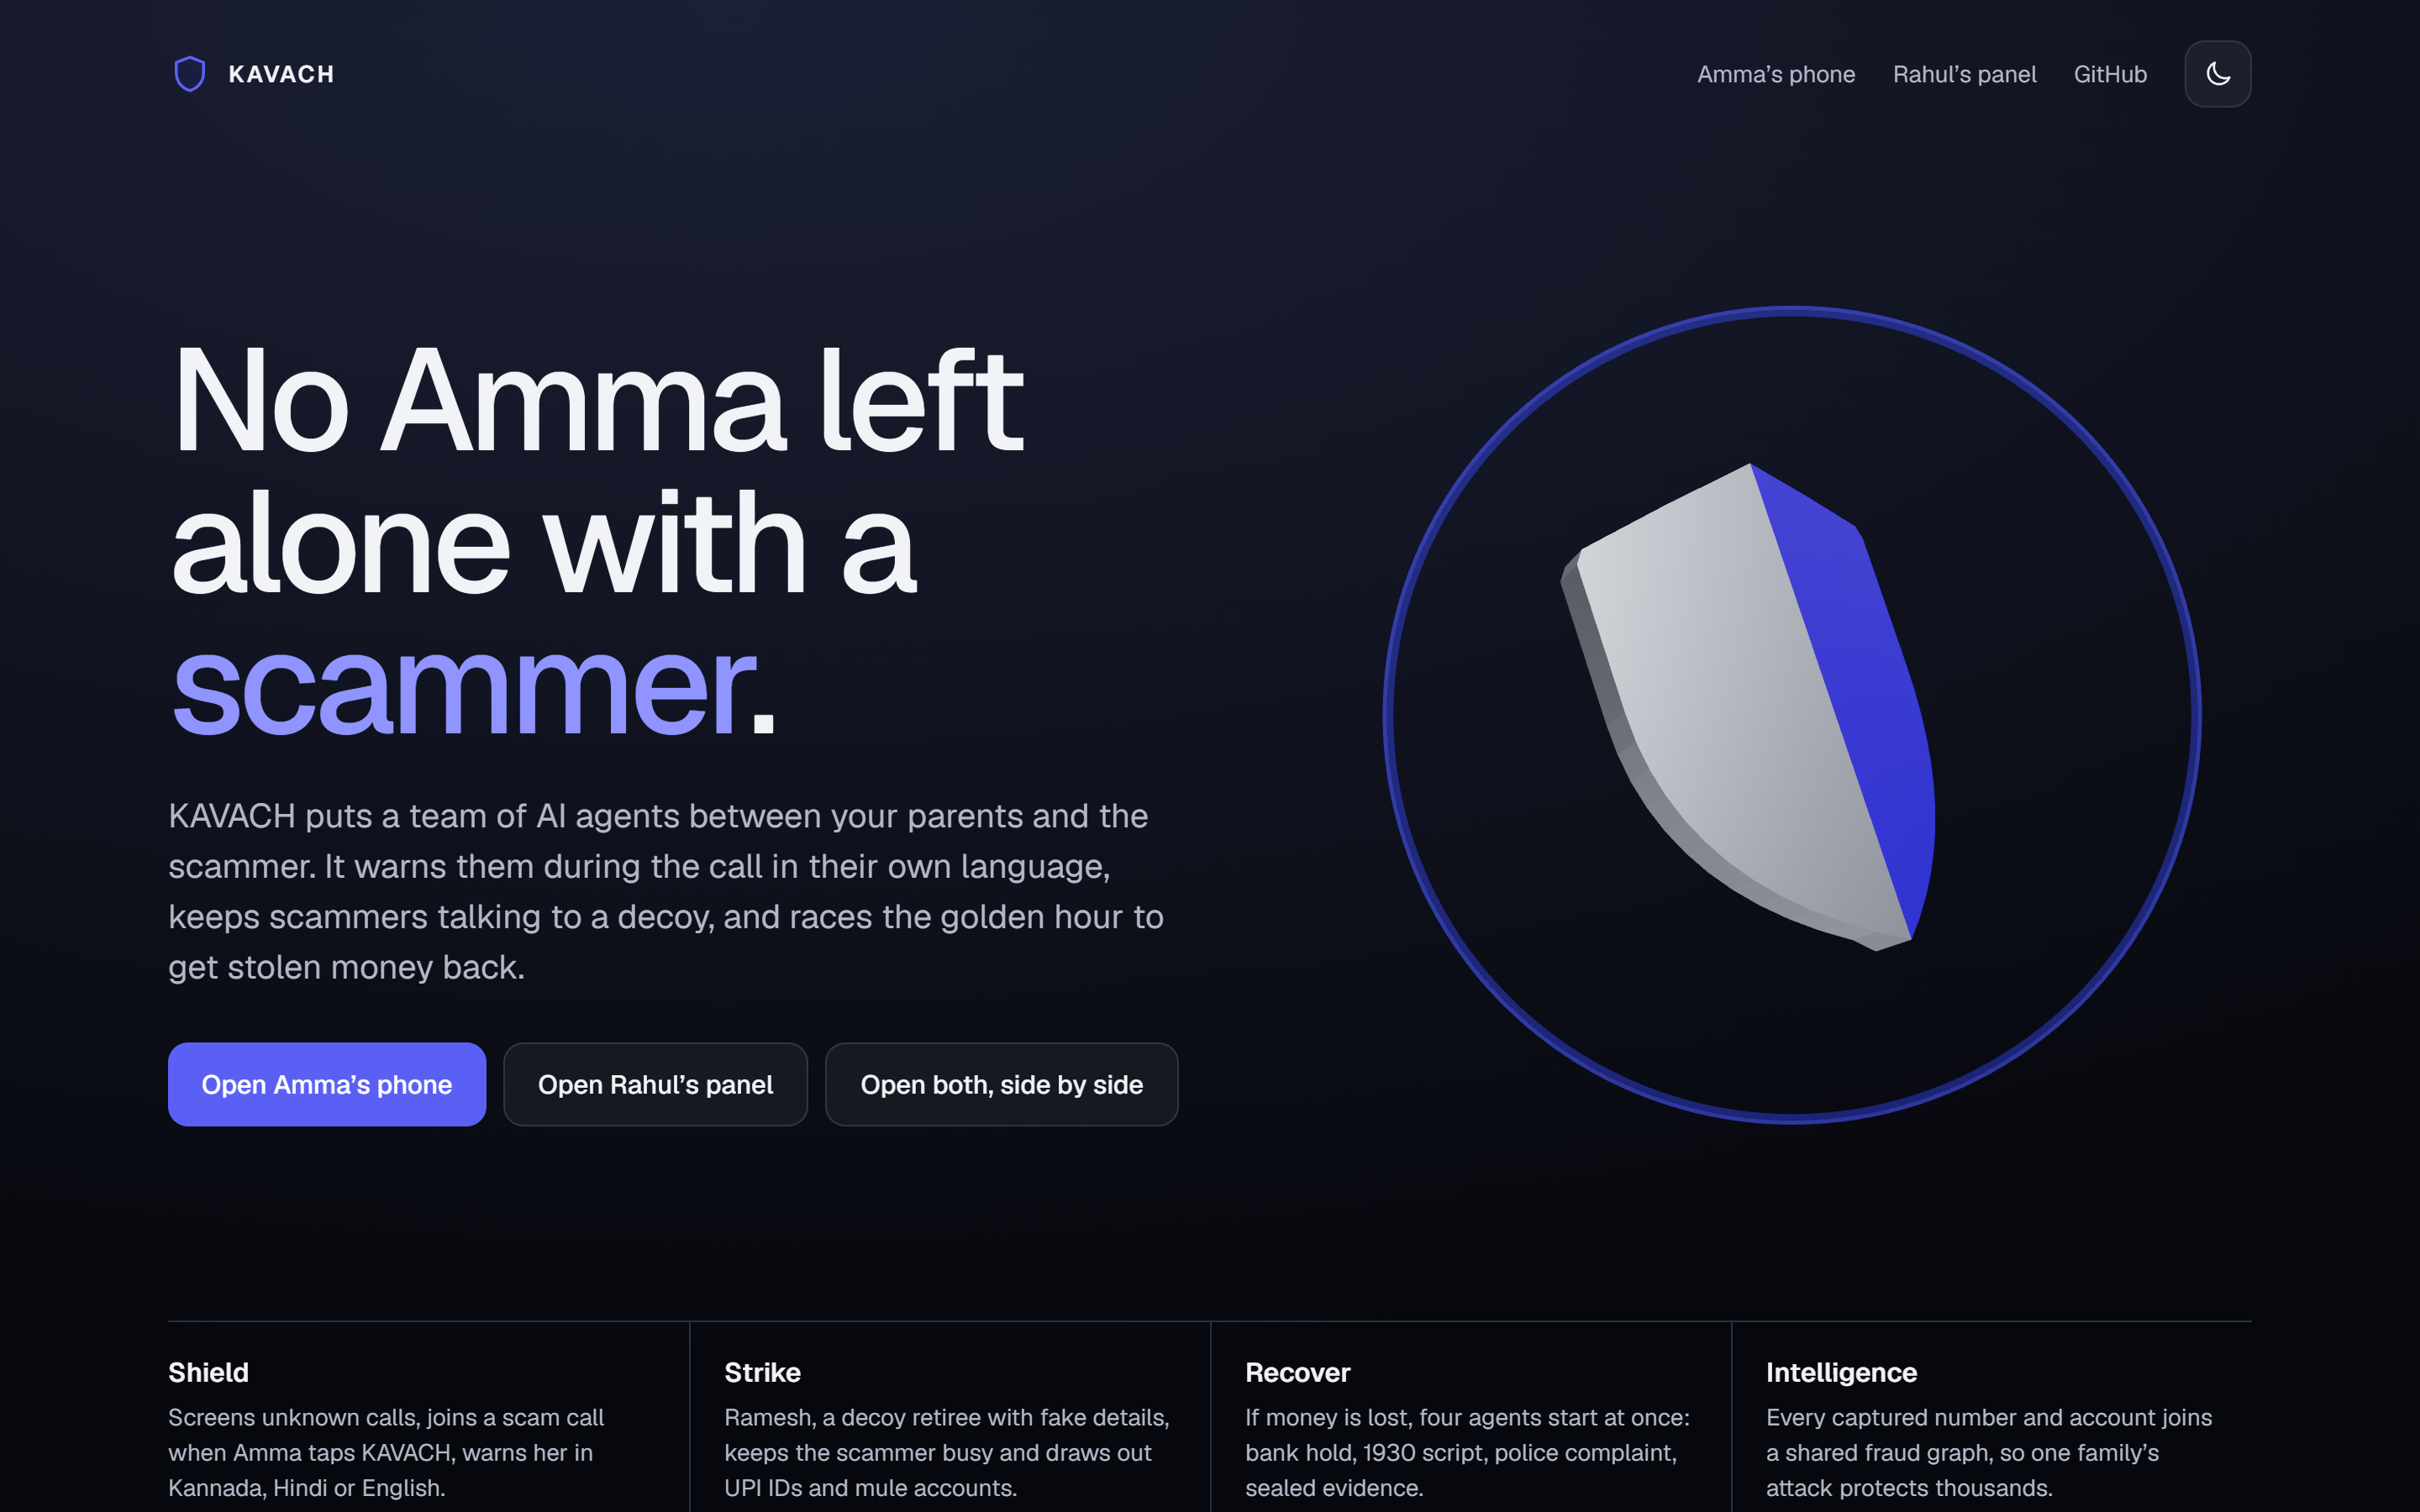 KAVACH
Amma’s phone
Rahul’s panel
GitHub
No Amma left
alone with a
scammer.
KAVACH puts a team of AI agents between your parents and the
scammer. It warns them during the call in their own language,
keeps scammers talking to a decoy, and races the golden hour to
get stolen money back.
Open Amma’s phone
Open Rahul’s panel
Open both, side by side
Shield
Screens unknown calls, joins a scam call
when Amma taps KAVACH, warns her in
Kannada, Hindi or English.
Strike
Ramesh, a decoy retiree with fake details,
keeps the scammer busy and draws out
UPI IDs and mule accounts.
Recover
If money is lost, four agents start at once:
bank hold, 1930 script, police complaint,
sealed evidence.
Intelligence
Every captured number and account joins
a shared fraud graph, so one family’s
attack protects thousands.